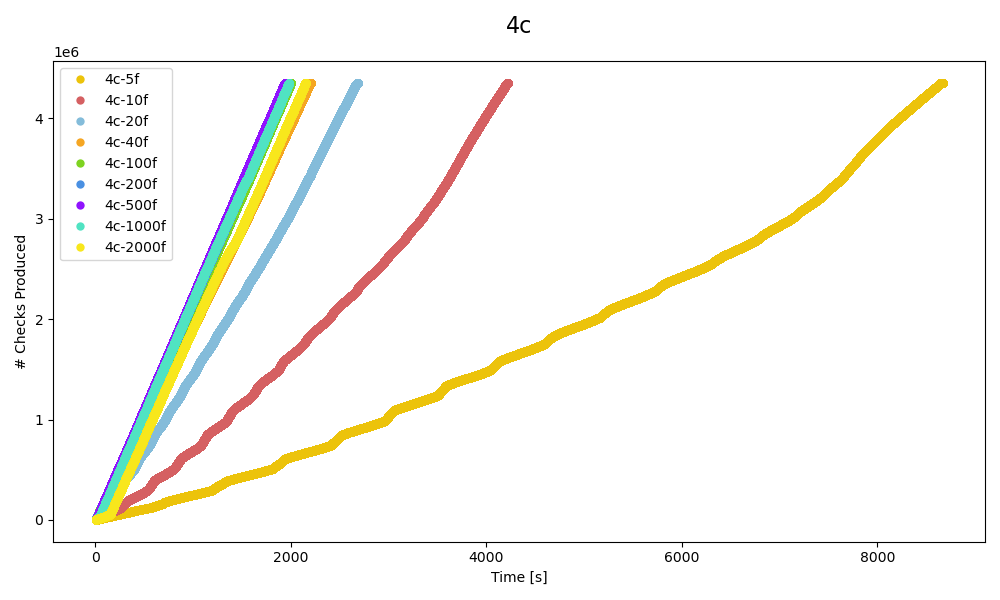 4c
1e6
4c-5f
4c-10f
4c-20f
4c-40f
4c-100f
4c-200f
4c-500f
4c-1000f
4c-2000f
4
3
2
1
0
# Checks Produced
0 2000 4000 6000 8000
Time [s]